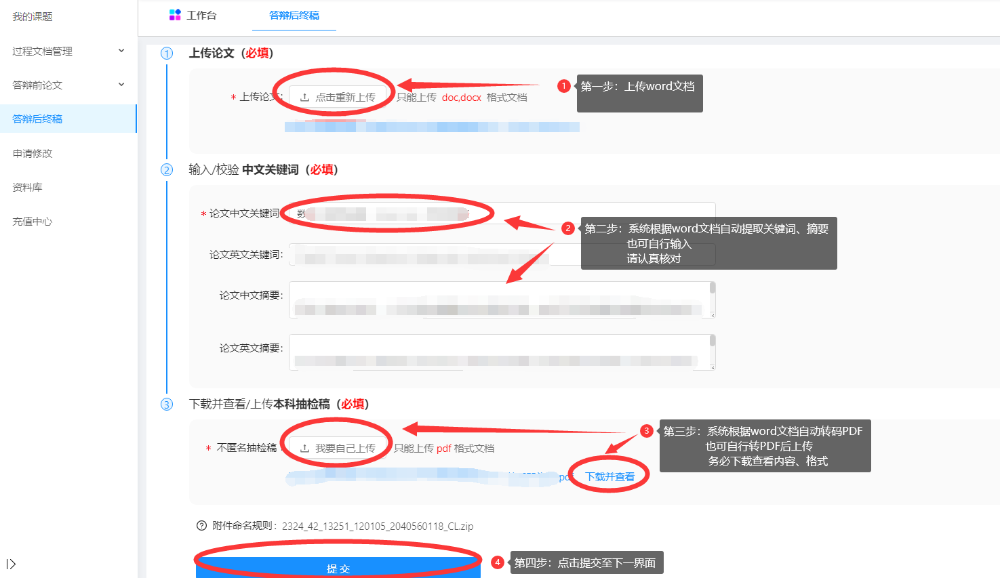 我的课题
过程文档管理
答辩前论文
答辩后终稿
申请修改
资料库
充值中心
工作台
答辩后终稿
1
上传论文（必填）
* 上传论文：
点击重新上传
只能上传 doc,docx 格式文档
1
第一步：上传word文档
2
输入/校验 中文关键词（必填）
* 论文中文关键词
数
2
第二步：系统根据word文档自动提取关键词、摘要
也可自行输入
请认真核对
论文英文关键词：
论文中文摘要：
论文英文摘要：
3
下载并查看/上传本科抽检稿（必填）
* 不匿名抽检稿：
我要自己上传
只能上传 pdf 格式文档
3
第三步：系统根据word文档自动转码PDF
也可自行转PDF后上传
务必下载查看内容、格式
pdf
下载并查看
附件命名规则：2324_42_13251_120105_2040560118_CL.zip
提交
4
第四步：点击提交至下一界面